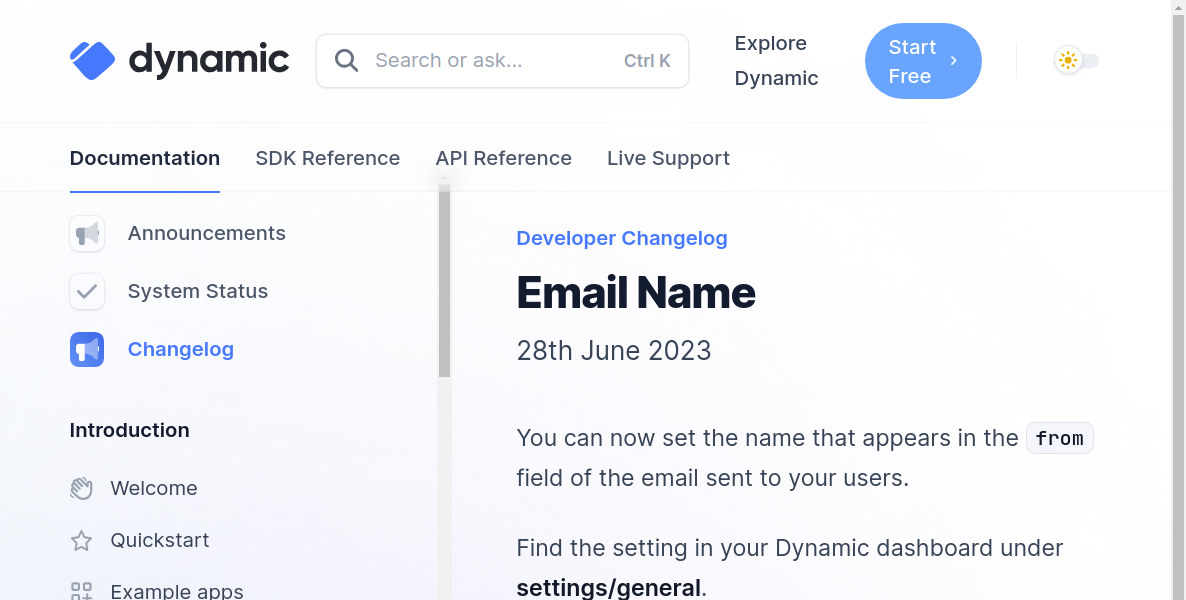 dynamic
Search or ask...
Ctrl K
Explore
Dynamic
Start
Free
Documentation
SDK Reference
API Reference
Live Support
Announcements
System Status
Changelog
Introduction
Welcome
Quickstart
Example apps
Developer Changelog
Email Name
28th June 2023
You can now set the name that appears in the from
field of the email sent to your users.
Find the setting in your Dynamic dashboard under
settings/general.